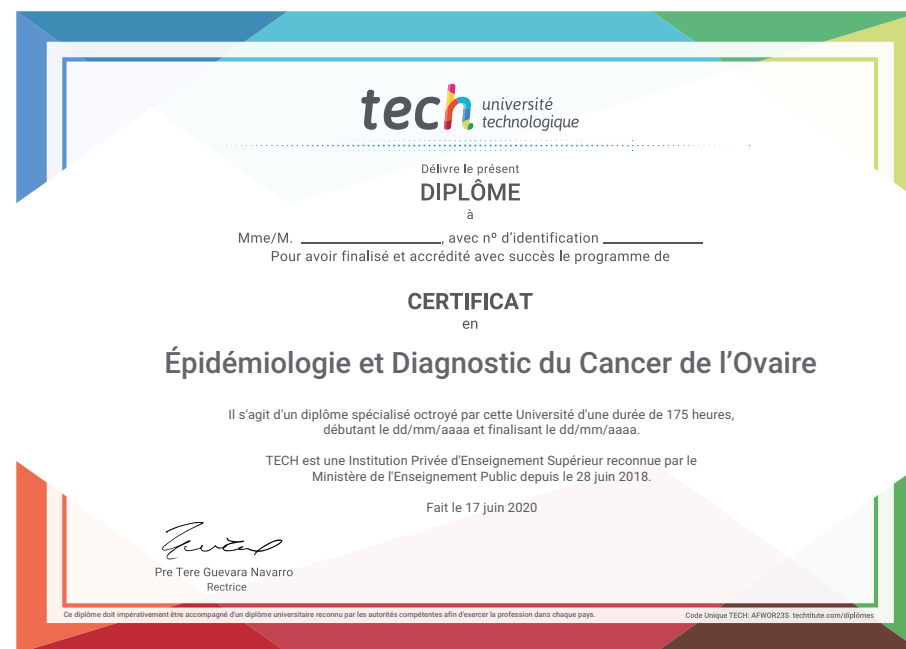 tech université
technologique
Délivre le présent
DIPLÔME
à
Mme/M. ____________________, avec nº d'identification ______________
Pour avoir finalisé et accrédité avec succès le programme de
CERTIFICAT
en
Épidémiologie et Diagnostic du Cancer de l'Ovaire
Il s'agit d'un diplôme spécialisé octroyé par cette Université d'une durée de 175 heures,
débutant le dd/mm/aaaa et finalisant le dd/mm/aaaa.
TECH est une Institution Privée d'Enseignement Supérieur reconnue par le
Ministère de l'Enseignement Public depuis le 28 juin 2018.
Fait le 17 juin 2020
Pre Tere Guevara Navarro
Rectrice
Ce diplôme doit impérativement être accompagné d'un diplôme universitaire reconnu par les autorités compétentes afin d'exercer la profession dans chaque pays.
Code Unique TECH: AFWOR23S techtitute.com/diplômes